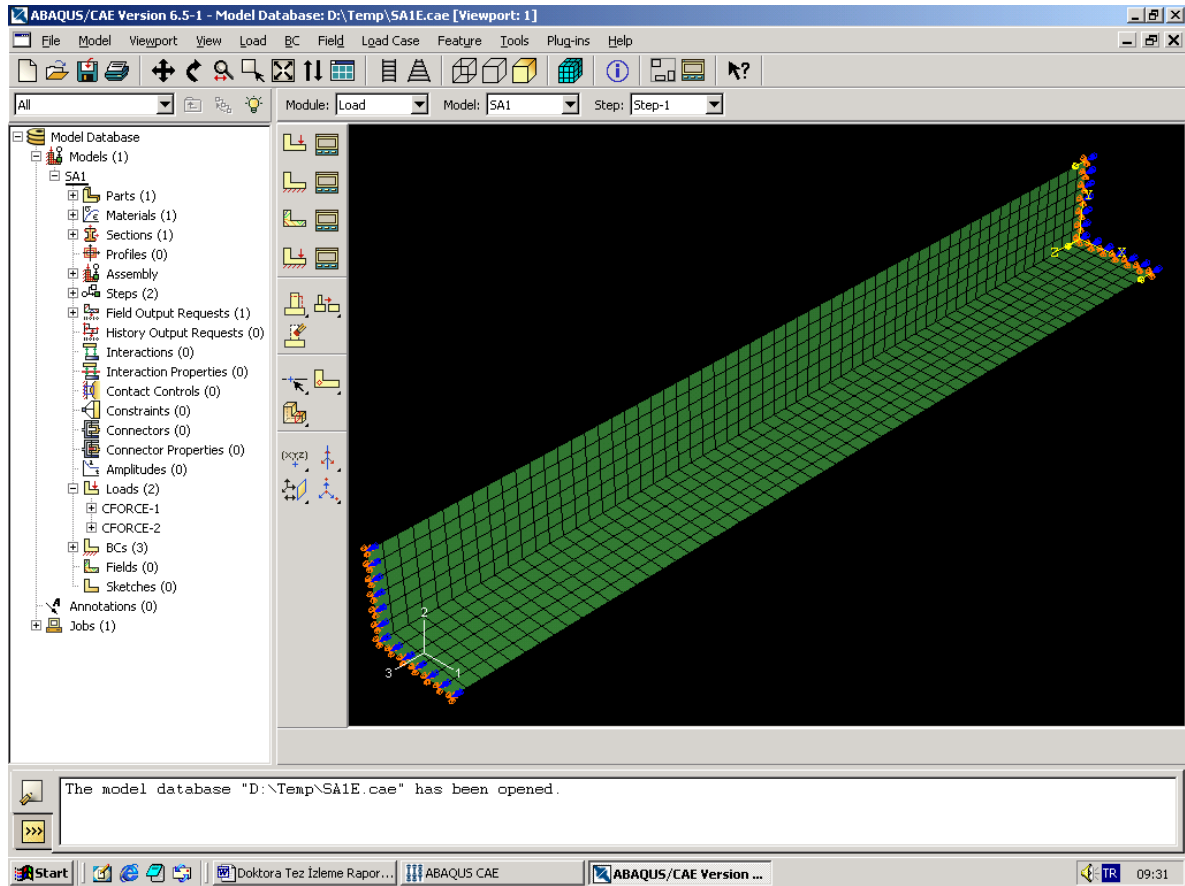 ABAQUS/CAE Version 6.5-1 - Model Database: D:\Temp\SA1E.cae [Viewport: 1]
File Model Viewport View Load BC Field Load Case Feature Tools Plug-ins Help
All Module: Load Model: SA1 Step: Step-1
Model Database
Models (1)
SA1
Parts (1)
Materials (1)
Sections (1)
Profiles (0)
Assembly
Steps (2)
Field Output Requests (1)
History Output Requests (0)
Interactions (0)
Interaction Properties (0)
Contact Controls (0)
Constraints (0)
Connectors (0)
Connector Properties (0)
Amplitudes (0)
Loads (2)
CFORCE-1
CFORCE-2
BCs (3)
Fields (0)
Sketches (0)
Annotations (0)
Jobs (1)
(XYZ)
Y
Z
X
2
3
1
The model database "D:\Temp\SA1E.cae" has been opened.
>>>
Start Doktora Tez İzleme Rapor... ABAQUS CAE ABAQUS/CAE Version ... TR 09:31